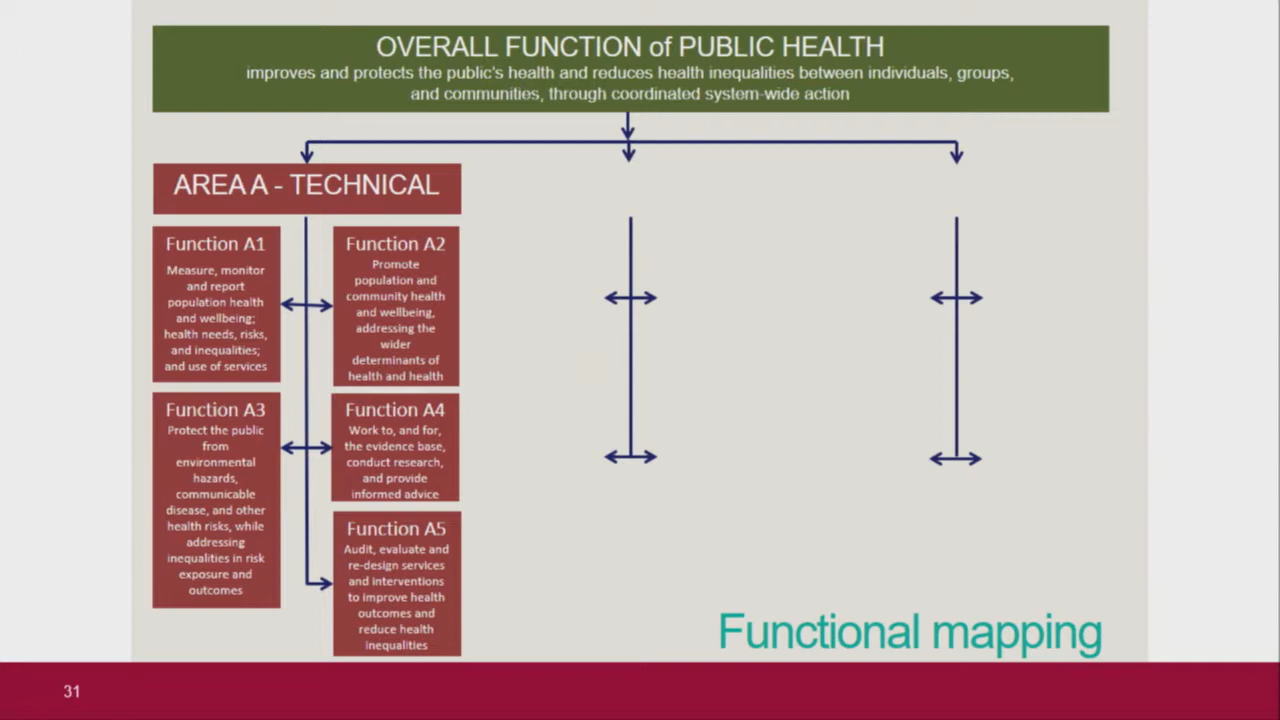 OVERALL FUNCTION of PUBLIC HEALTH
improves and protects the public's health and reduces health inequalities between individuals, groups,
and communities, through coordinated system-wide action
AREA A - TECHNICAL
Function A1
Measure, monitor
and report
population health
and wellbeing;
health needs, risks,
and inequalities;
and use of services
Function A2
Promote
population and
community health
and wellbeing,
addressing the
wider
determinants of
health and health
Function A3
Protect the public
from
environmental
hazards,
communicable
disease, and other
health risks, while
addressing
inequalities in risk
exposure and
outcomes
Function A4
Work to, and for,
the evidence base,
conduct research,
and provide
informed advice
Function A5
Audit, evaluate and
re-design services
and interventions
to improve health
outcomes and
reduce health
inequalities
Functional mapping
31